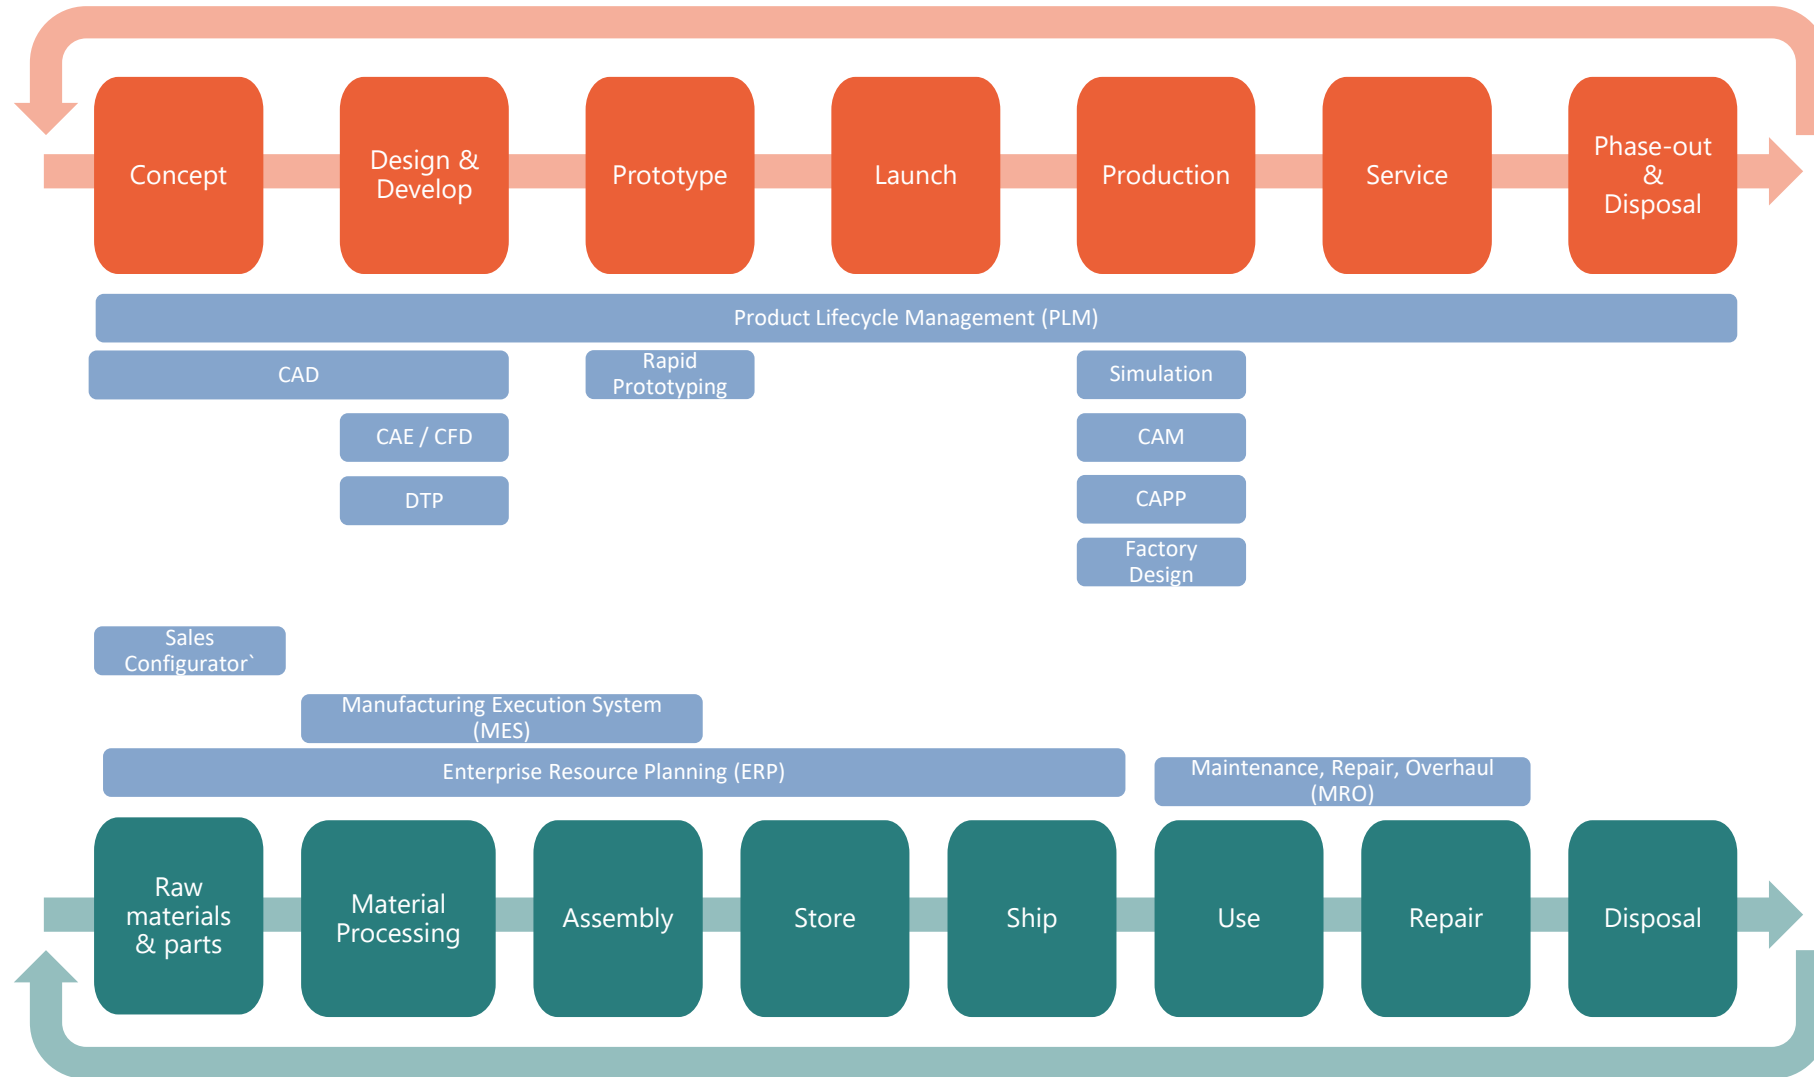 Concept
Design &
Develop
Prototype
Launch
Production
Service
Phase-out
&
Disposal
Product Lifecycle Management (PLM)
CAD
Rapid
Prototyping
Simulation
CAE / CFD
CAM
DTP
CAPP
Factory
Design
Sales
Configurator`
Manufacturing Execution System
(MES)
Enterprise Resource Planning (ERP)
Maintenance, Repair, Overhaul
(MRO)
Raw
materials
& parts
Material
Processing
Assembly
Store
Ship
Use
Repair
Disposal